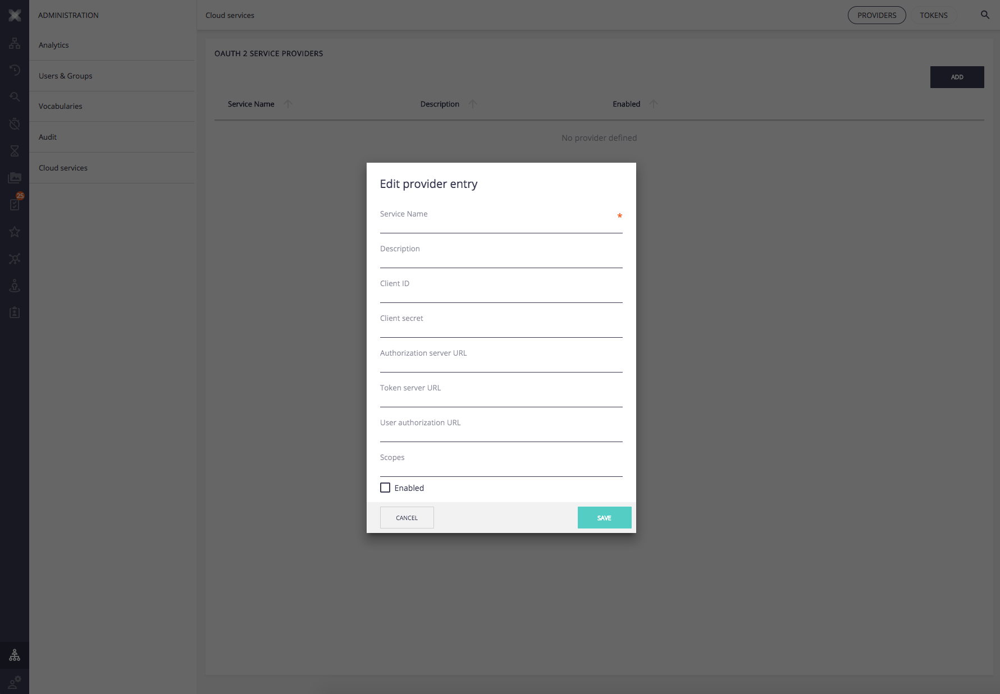 ADMINISTRATION
Cloud services
PROVIDERS
TOKENS
Analytics
Users & Groups
Vocabularies
Audit
Cloud services
25
OAUTH 2 SERVICE PROVIDERS
ADD
Service Name
Description
Enabled
No provider defined
Edit provider entry
Service Name *
Description
Client ID
Client secret
Authorization server URL
Token server URL
User authorization URL
Scopes
Enabled
CANCEL
SAVE